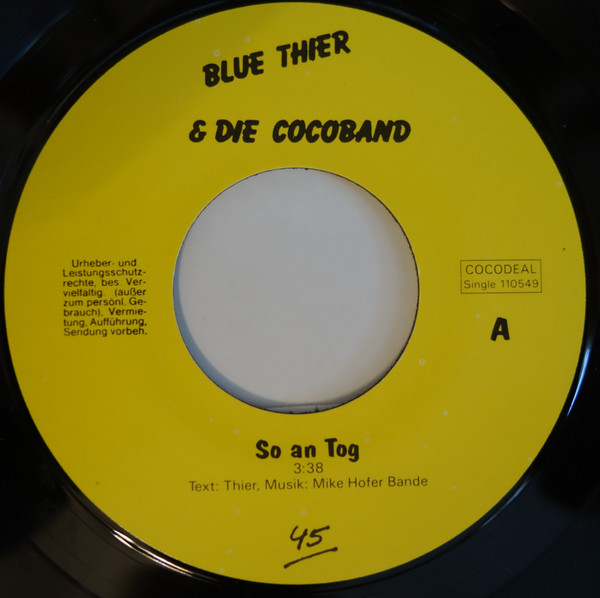 BLUE THIER
& DIE COCOBAND
Urheber- und
Leistungsschutz-
rechte, bes. Ver-
vielfältig. (außer
zum persönl. Ge-
brauch), Vermie-
tung, Aufführung,
Sendung vorbeh.
COCODEAL
Single 110549
A
So an Tog
3:38
Text: Thier, Musik: Mike Hofer Bande
45